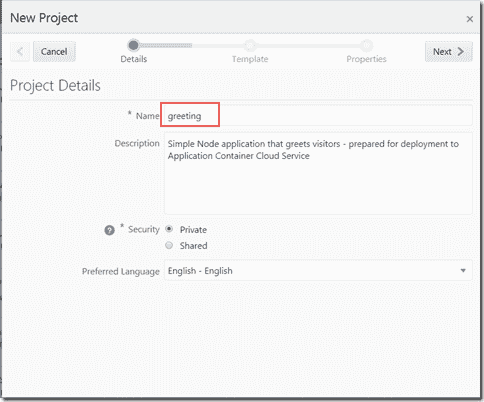 New Project
×
Cancel
Next
Details
Template
Properties
Project Details
* Name greeting
Description Simple Node application that greets visitors - prepared for deployment to
Application Container Cloud Service
? * Security Private
Shared
Preferred Language English - English